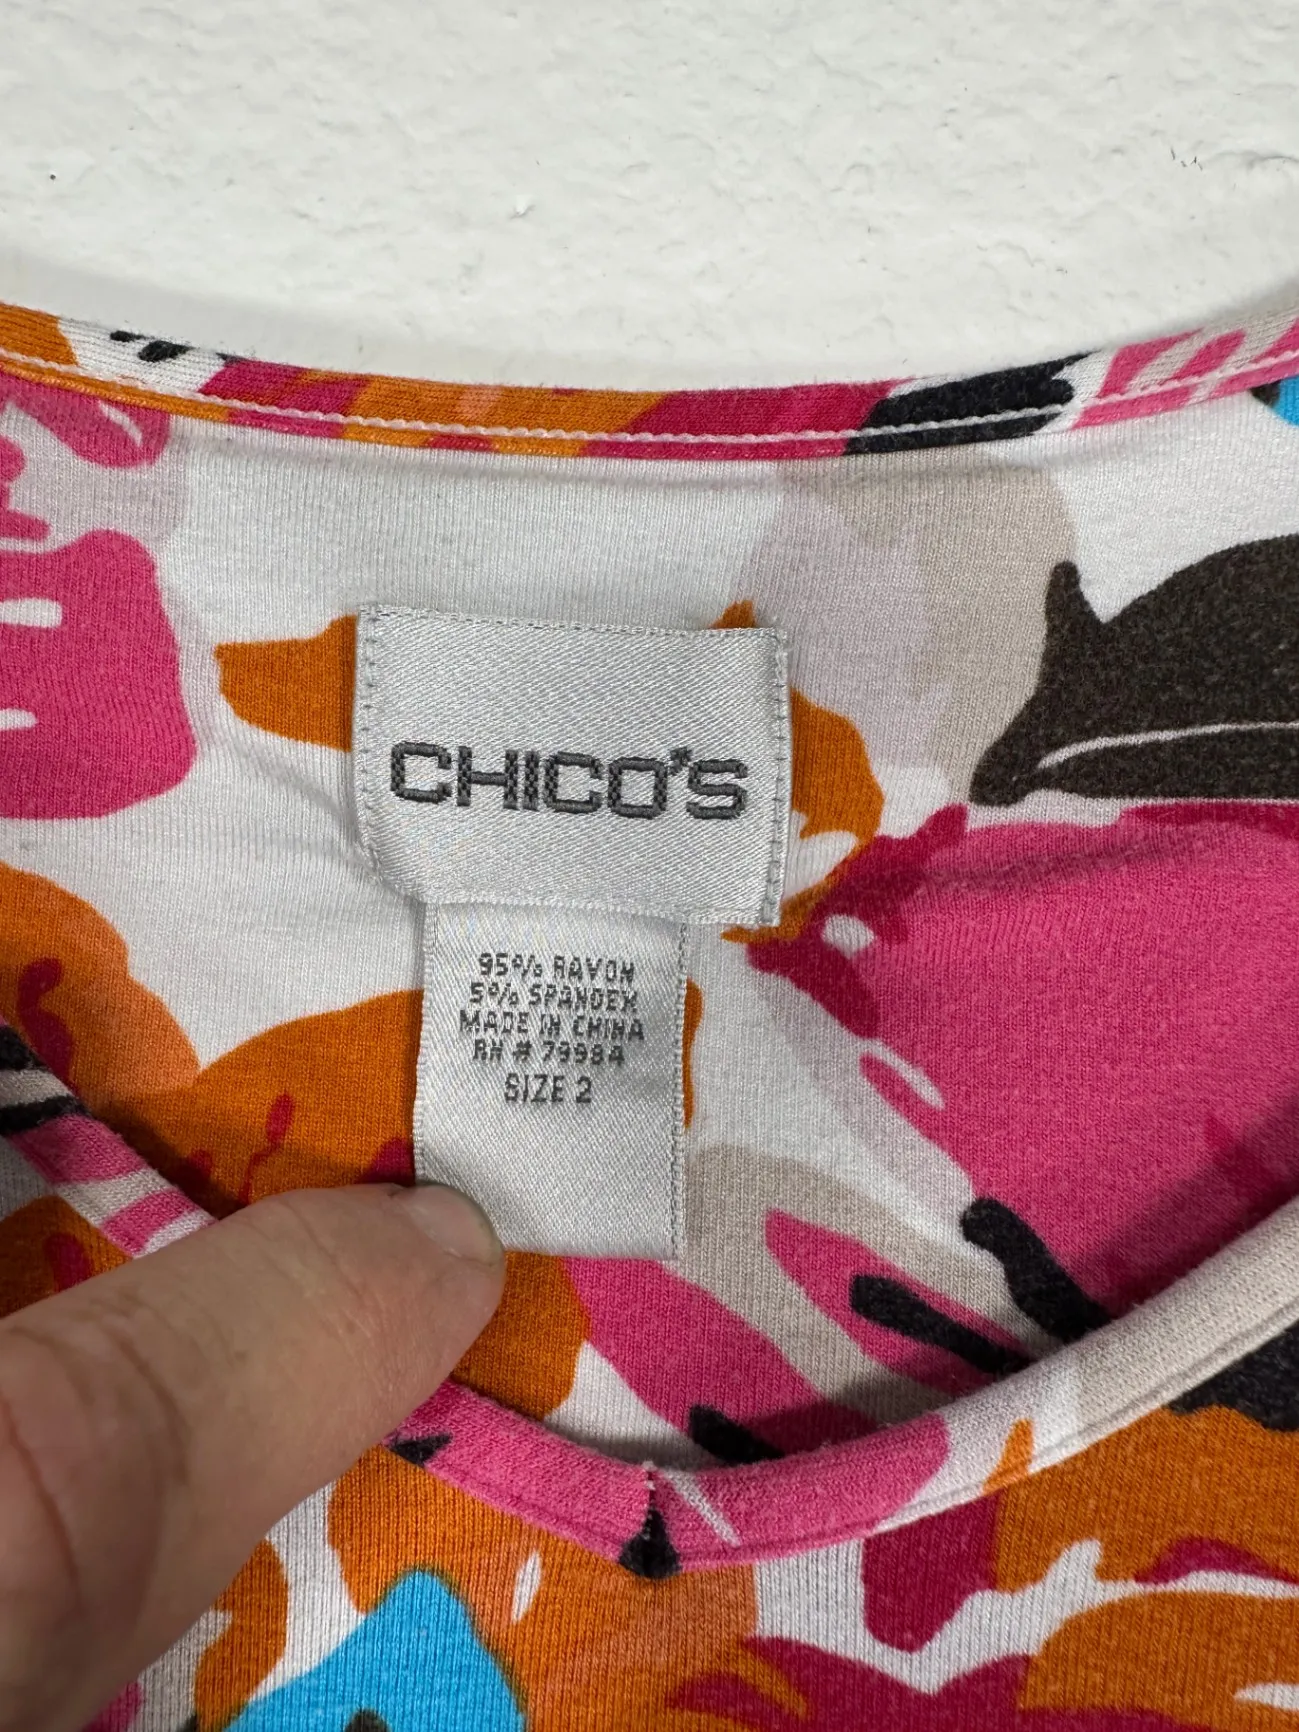 CHICO'S
95% RAYON
5% SPANDEX
MADE IN CHINA
RN # 79984
SIZE 2